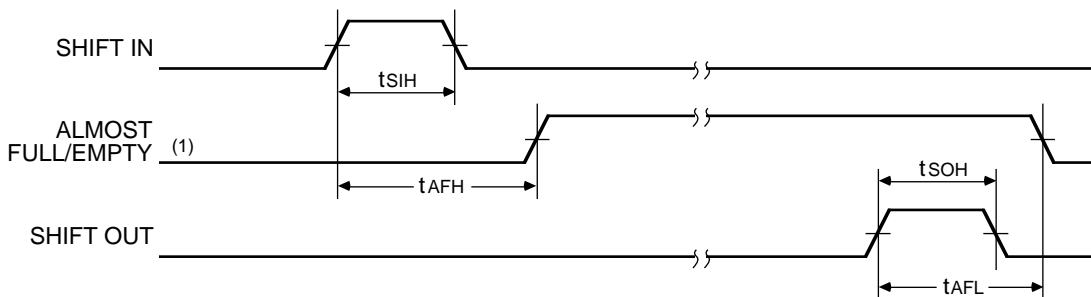 SHIFT IN
tSIH
ALMOST
FULL/EMPTY (1)
tAFH
tSOH
SHIFT OUT
tAFL